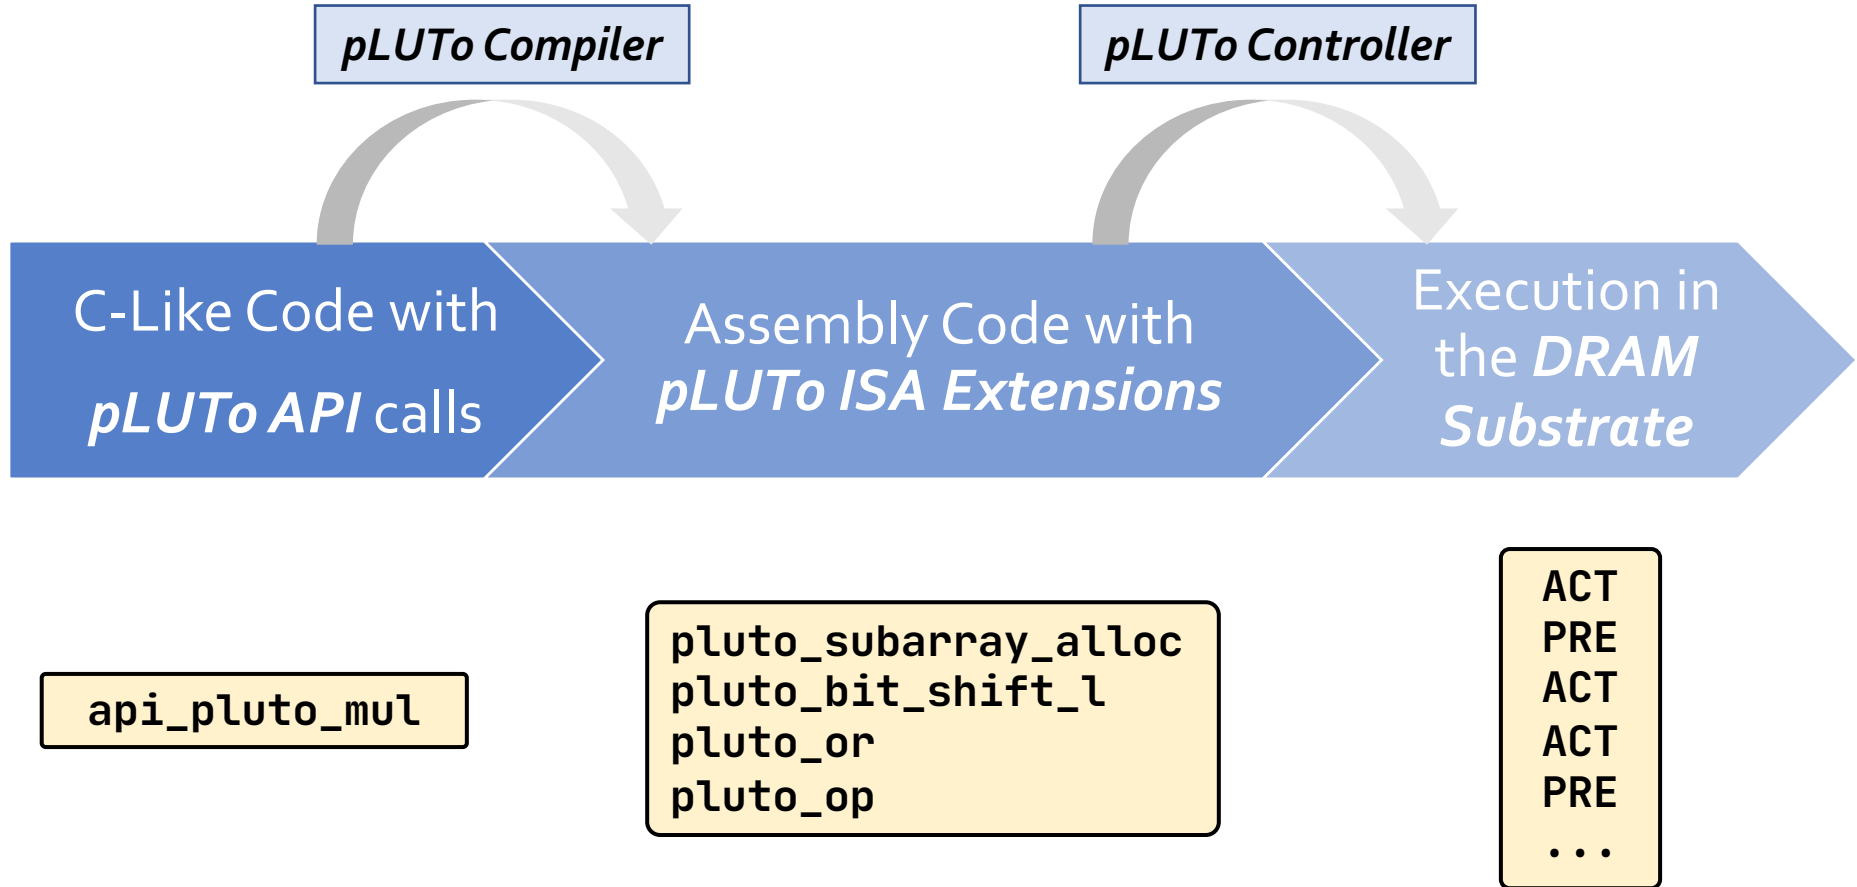 pLUTo Compiler
pLUTo Controller
C-Like Code with
pLUTo API calls
Assembly Code with
pLUTo ISA Extensions
Execution in
the DRAM
Substrate
api_pluto_mul
pluto_subarray_alloc
pluto_bit_shift_l
pluto_or
pluto_op
ACT
PRE
ACT
ACT
PRE
...